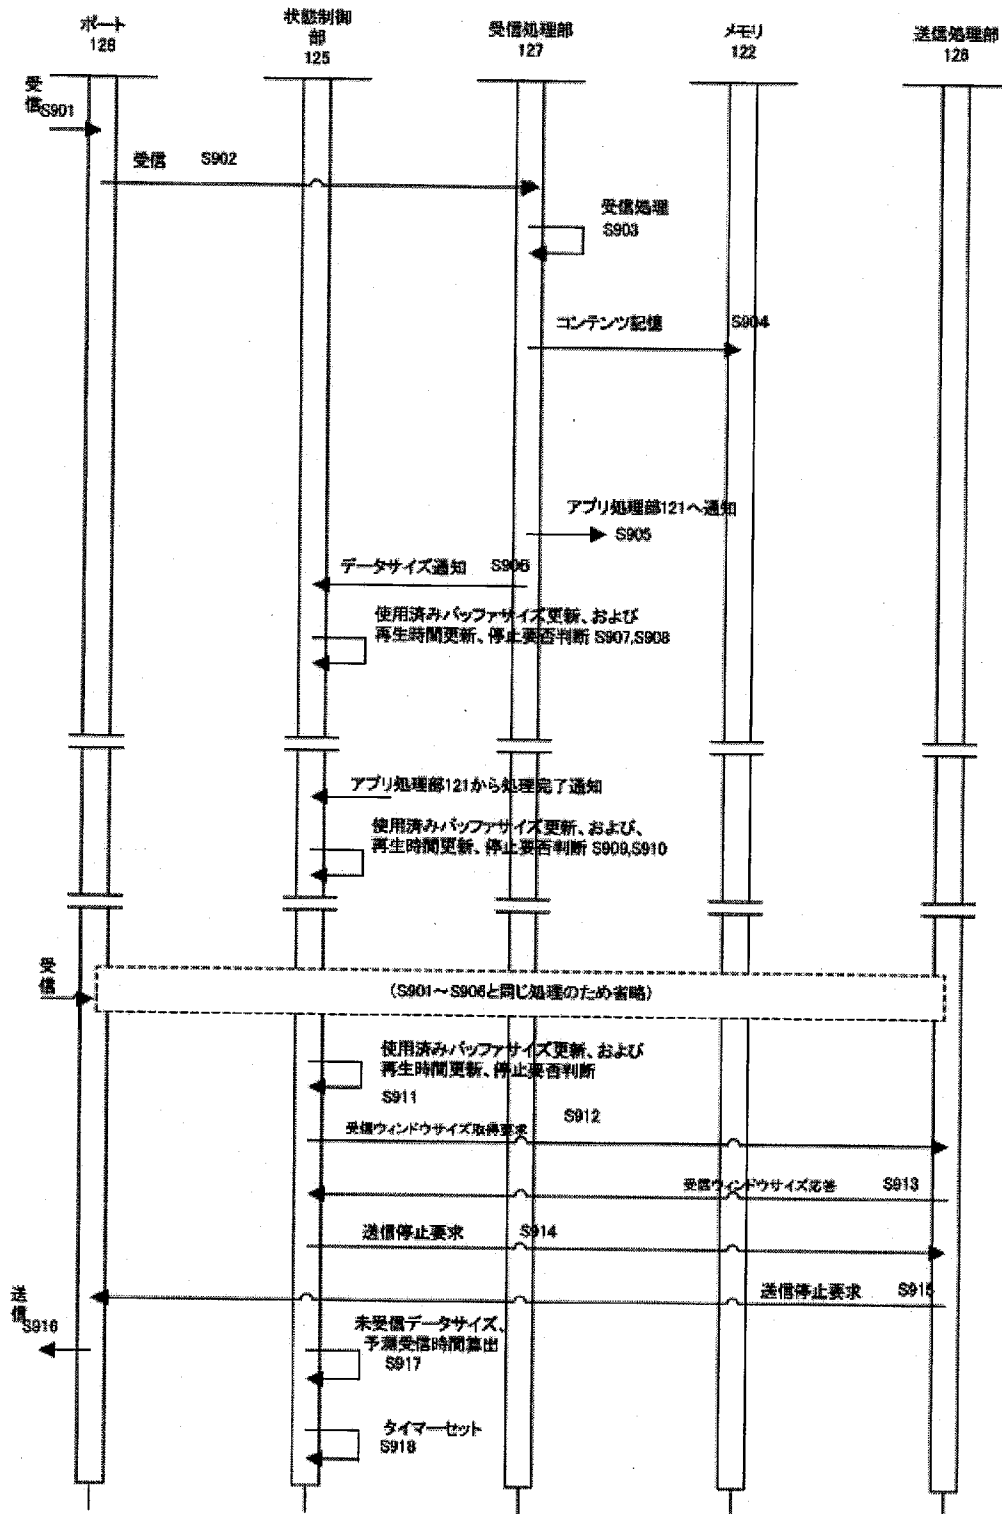 ポート
128
状態制御
部
125
受信処理部
127
メモリ
122
送信処理部
126
受
信
S901
受信 S902
受信処理
S903
コンテンツ記憶 S904
アプリ処理部121へ通知
S905
データサイズ通知 S906
使用済みバッファサイズ更新、および
再生時間更新、停止要否判断 S907,S908
アプリ処理部121から処理完了通知
使用済みバッファサイズ更新、および、
再生時間更新、停止要否判断 S909,S910
受
信
(S901～S906と同じ処理のため省略)
使用済みバッファサイズ更新、および
再生時間更新、停止要否判断
S911
受信ウィンドウサイズ取得要求 S912
受信ウィンドウサイズ応答 S913
送信停止要求 S914
送信停止要求 S915
送
信
S916
未受信データサイズ、
予測受信時間算出
S917
タイマーセット
S918